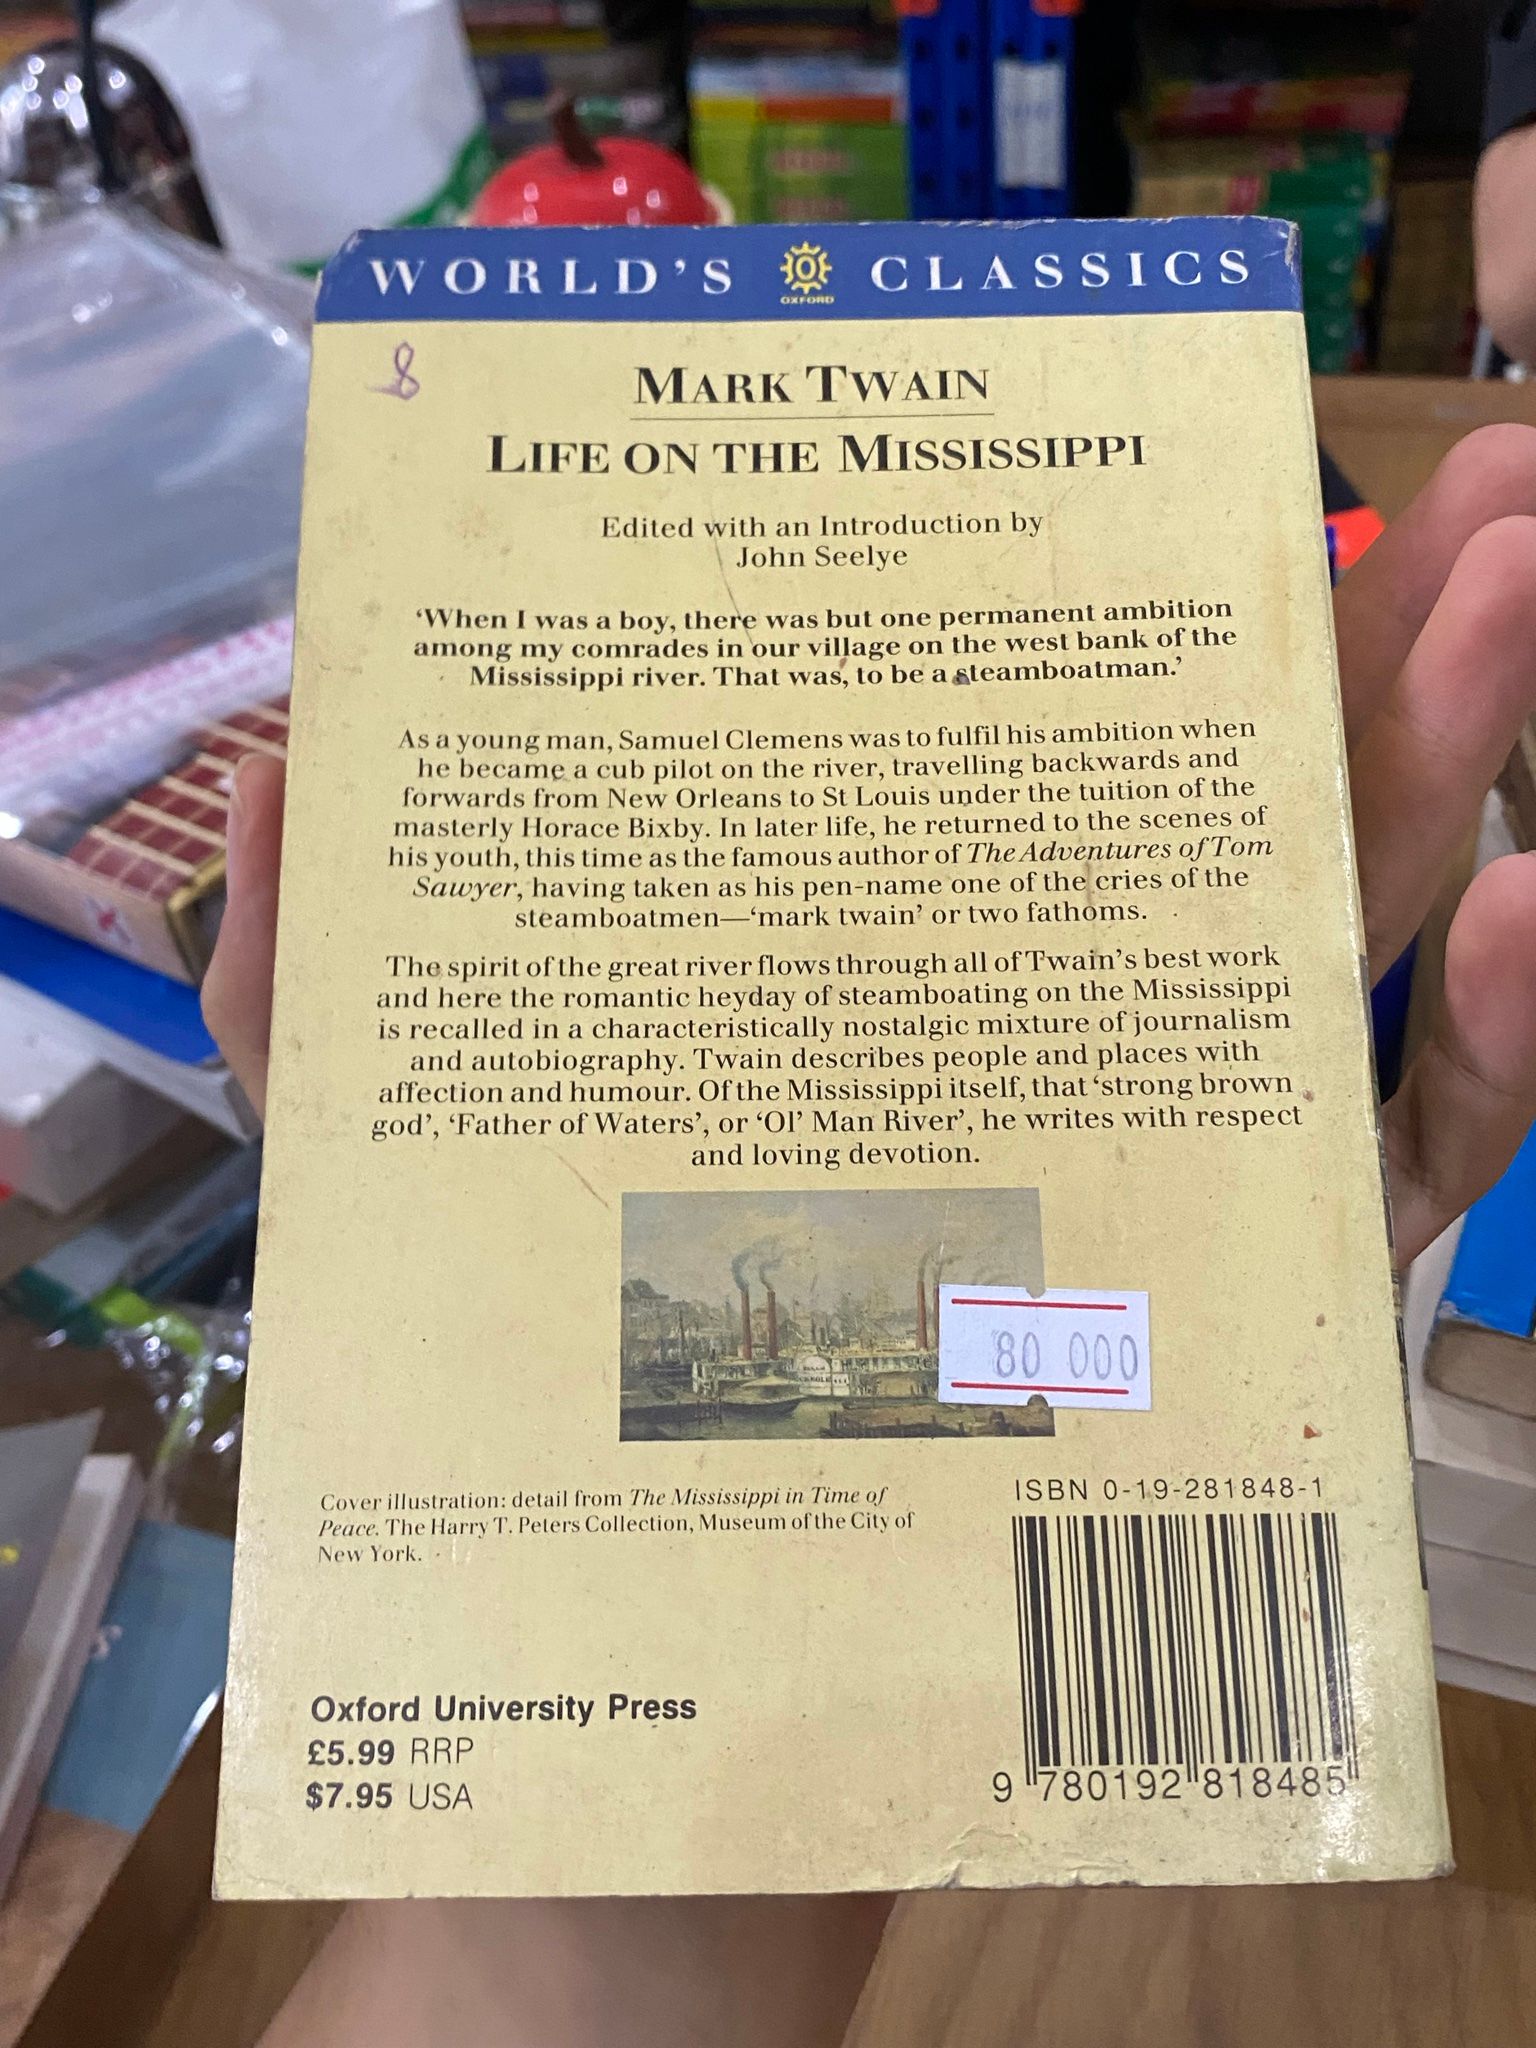 WORLD'S OXFORD CLASSICS
8
MARK TWAIN
LIFE ON THE MISSISSIPPI
Edited with an Introduction by
John Seelye
‘When I was a boy, there was but one permanent ambition
among my comrades in our village on the west bank of the
Mississippi river. That was, to be a steamboatman.’
As a young man, Samuel Clemens was to fulfil his ambition when
he became a cub pilot on the river, travelling backwards and
forwards from New Orleans to St Louis under the tuition of the
masterly Horace Bixby. In later life, he returned to the scenes of
his youth, this time as the famous author of The Adventures of Tom
Sawyer, having taken as his pen-name one of the cries of the
steamboatmen—‘mark twain’ or two fathoms.
The spirit of the great river flows through all of Twain's best work
and here the romantic heyday of steamboating on the Mississippi
is recalled in a characteristically nostalgic mixture of journalism
and autobiography. Twain describes people and places with
affection and humour. Of the Mississippi itself, that ‘strong brown
god’, ‘Father of Waters’, or ‘Ol’ Man River’, he writes with respect
and loving devotion.
80 000
ISBN 0-19-281848-1
Cover illustration: detail from The Mississippi in Time of
Peace. The Harry T. Peters Collection, Museum of the City of
New York.
Oxford University Press
£5.99 RRP
$7.95 USA
9 780192 818485